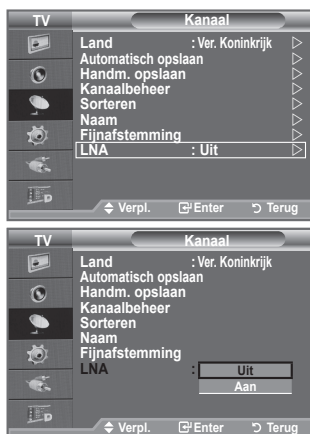 TV Kanaal
Land : Ver. Koninkrijk
Automatisch opslaan
Handm. opslaan
Kanaalbeheer
Sorteren
Naam
Fijnafstemming
LNA : Uit
Verpl. Enter Terug
TV Kanaal
Land : Ver. Koninkrijk
Automatisch opslaan
Handm. opslaan
Kanaalbeheer
Sorteren
Naam
Fijnafstemming
LNA : Uit
Aan
Verpl. Enter Terug